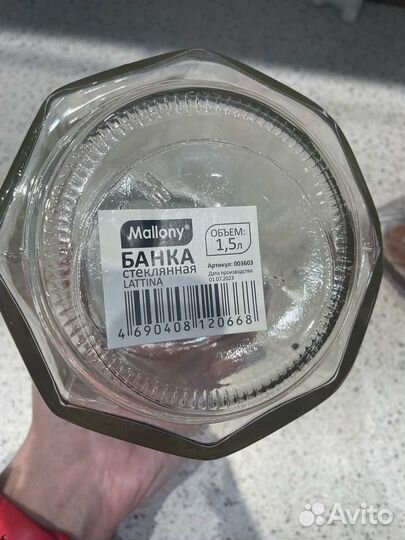 Mallony®
ОБЪЕМ:
1,5л
БАНКА
СТЕКЛЯННАЯ
LATTINA
Артикул: 003603
Дата производства:
01.07.2023
4 690408 120668
Avito